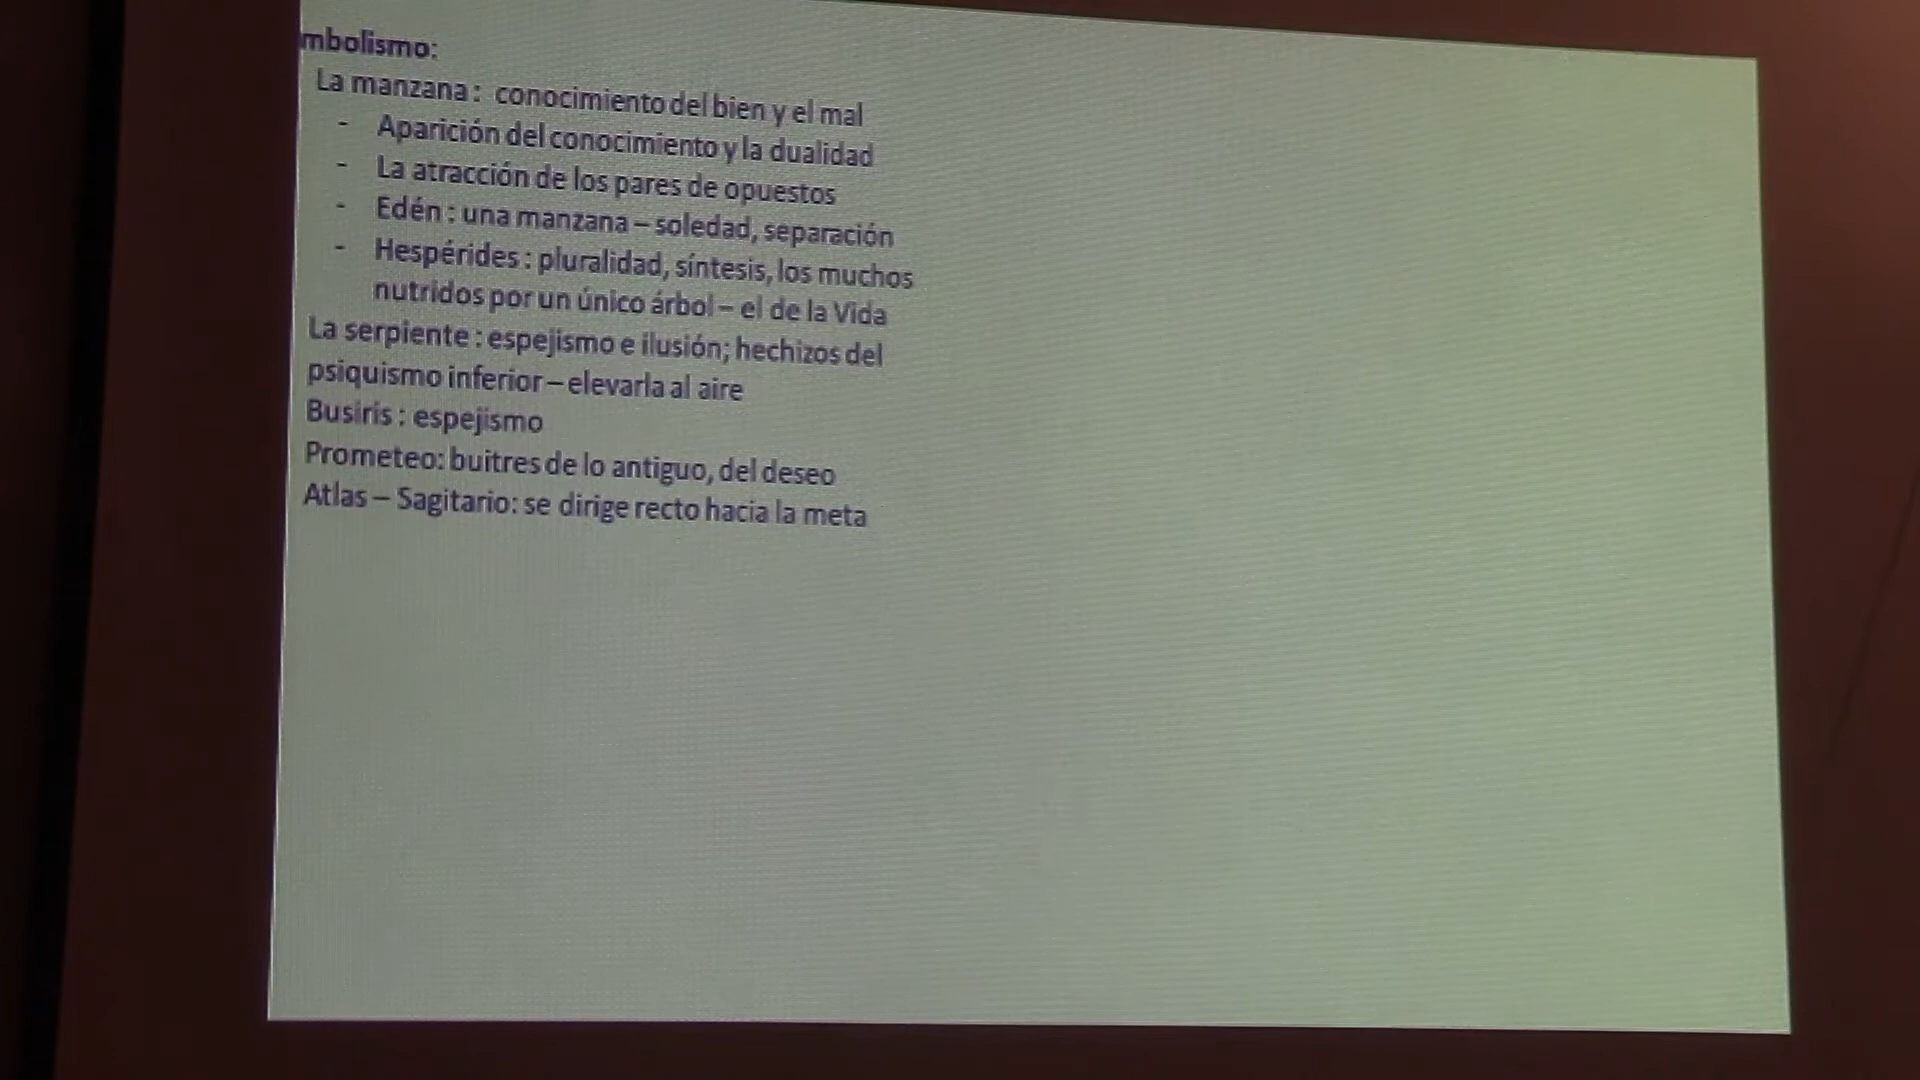 mbolismo:
La manzana : conocimiento del bien y el mal
- Aparición del conocimiento y la dualidad
- La atracción de los pares de opuestos
- Edén : una manzana – soledad, separación
- Hespérides : pluralidad, síntesis, los muchos
nutridos por un único árbol – el de la Vida
La serpiente : espejismo e ilusión; hechizos del
psiquismo inferior – elevarla al aire
Busiris : espejismo
Prometeo: buitres de lo antiguo, del deseo
Atlas – Sagitario: se dirige recto hacia la meta